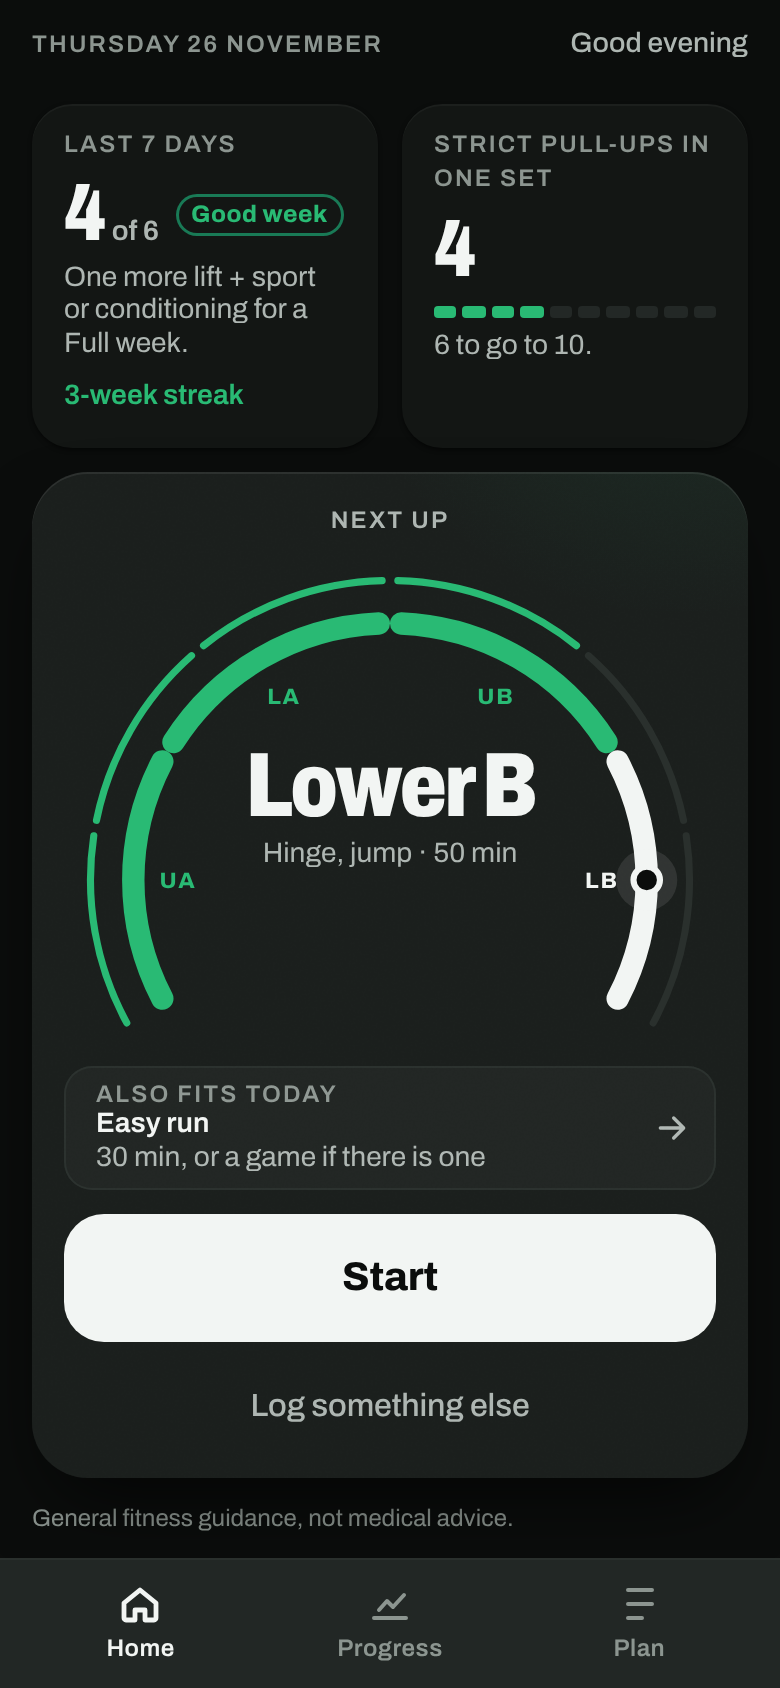 THURSDAY 26 NOVEMBER
Good evening
LAST 7 DAYS
4 of 6
Good week
One more lift + sport
or conditioning for a
Full week.
3-week streak
STRICT PULL-UPS IN
ONE SET
4
6 to go to 10.
NEXT UP
LA
UB
Lower B
Hinge, jump · 50 min
UA
LB
ALSO FITS TODAY
Easy run
30 min, or a game if there is one
Start
Log something else
General fitness guidance, not medical advice.
Home
Progress
Plan